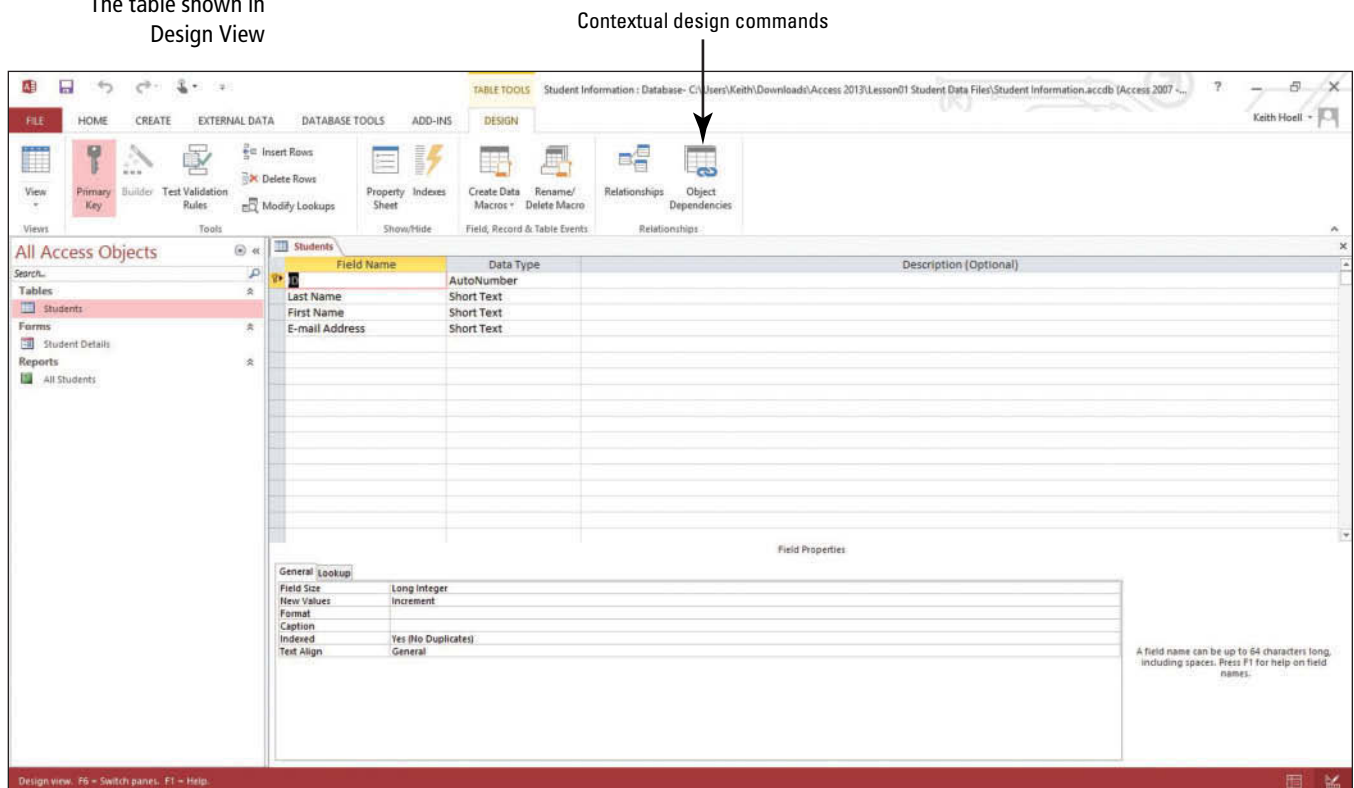 The table shown in
Design View
Contextual design commands
TABLE TOOLS
Student Information : Database- C:\Users\Keith\Downloads\Access 2013\Lesson01 Student Data Files\Student Information.accdb (Access 2007 -...
?
FILE HOME CREATE EXTERNAL DATA DATABASE TOOLS ADD-INS DESIGN
Keith Hoell
View
Primary Key
Builder
Test Validation Rules
Insert Rows
Delete Rows
Modify Lookups
Property Sheet
Indexes
Create Data Macros
Rename/ Delete Macro
Relationships
Object Dependencies
Views
Tools
Show/Hide
Field, Record & Table Events
Relationships
All Access Objects
Search...
Tables
Students
Forms
Student Details
Reports
All Students
Students
Field Name Data Type Description (Optional)
ID AutoNumber
Last Name Short Text
First Name Short Text
E-mail Address Short Text
Field Properties
General Lookup
Field Size Long Integer
New Values Increment
Format
Caption
Indexed Yes (No Duplicates)
Text Align General
A field name can be up to 64 characters long,
including spaces. Press F1 for help on field
names.
Design view. F6 = Switch panes. F1 = Help.